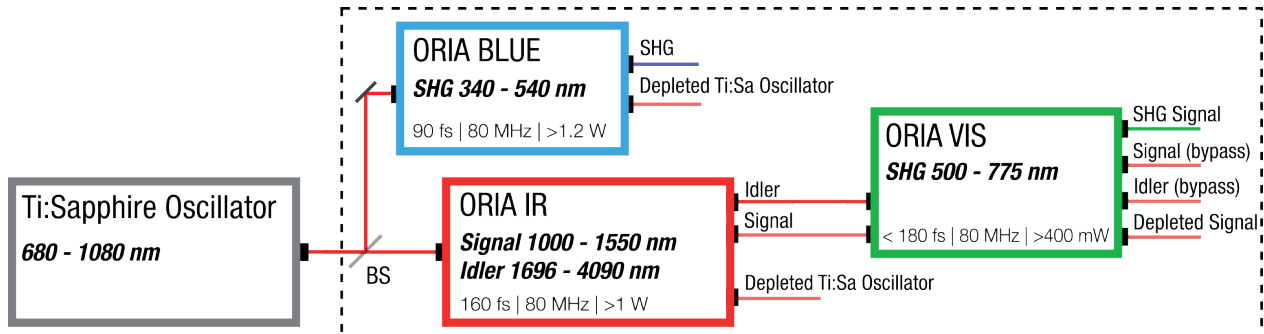 ORIA BLUE
SHG 340 - 540 nm
90 fs | 80 MHz | >1.2 W
SHG
Depleted Ti:Sa Oscillator
Ti:Sapphire Oscillator
680 - 1080 nm
BS
ORIA IR
Signal 1000 - 1550 nm
Idler 1696 - 4090 nm
160 fs | 80 MHz | >1 W
Idler
Signal
Depleted Ti:Sa Oscillator
ORIA VIS
SHG 500 - 775 nm
< 180 fs | 80 MHz | >400 mW
SHG Signal
Signal (bypass)
Idler (bypass)
Depleted Signal